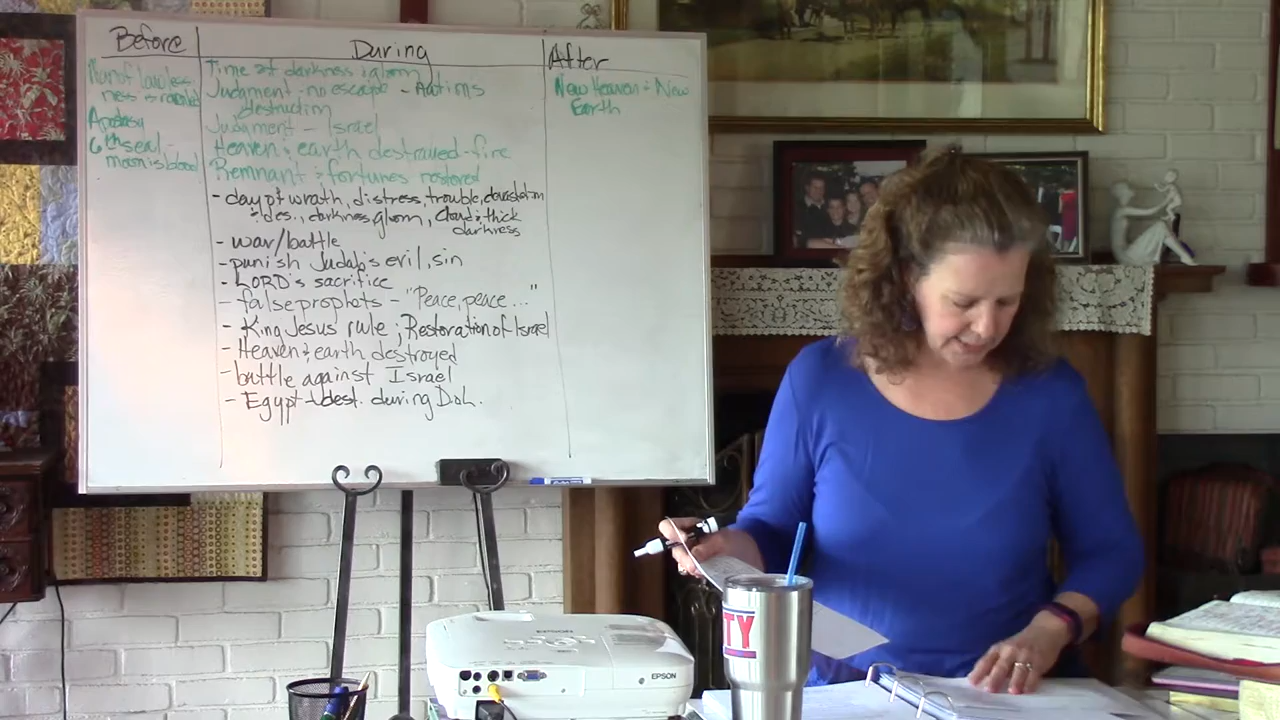 Before
During
After
Man of lawless-
ness is revealed
Apostasy
6th seal -
moon is blood
Time of darkness & gloom
Judgment - no escape - Nations
destruction
Judgment - Israel
Heaven & earth destroyed - fire
Remnant & fortunes restored
- day of wrath, distress, trouble, devastation
& des., darkness, gloom, cloud & thick
darkness
- war/battle
- punish Judah's evil, sin
- LORD's sacrifice
- false prophets - "Peace, peace..."
- King Jesus' rule ; Restoration of Israel
- Heaven & earth destroyed
- battle against Israel
- Egypt dest. during DoL.
New Heaven & New
Earth
EPSON
EPSON
TY